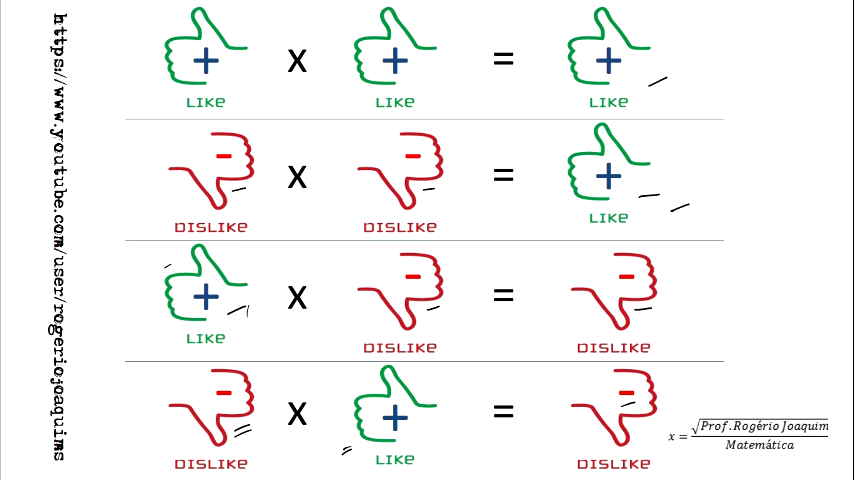 https://www.youtube.com/user/rogeriojoaquims
+ x + =  +
LIKE LIKE LIKE
- x - = +
DISLIKE DISLIKE LIKE
+ x - = -
LIKE DISLIKE DISLIKE
- x + = -
DISLIKE LIKE DISLIKE
x = √Prof.Rogério Joaquim
Matemática